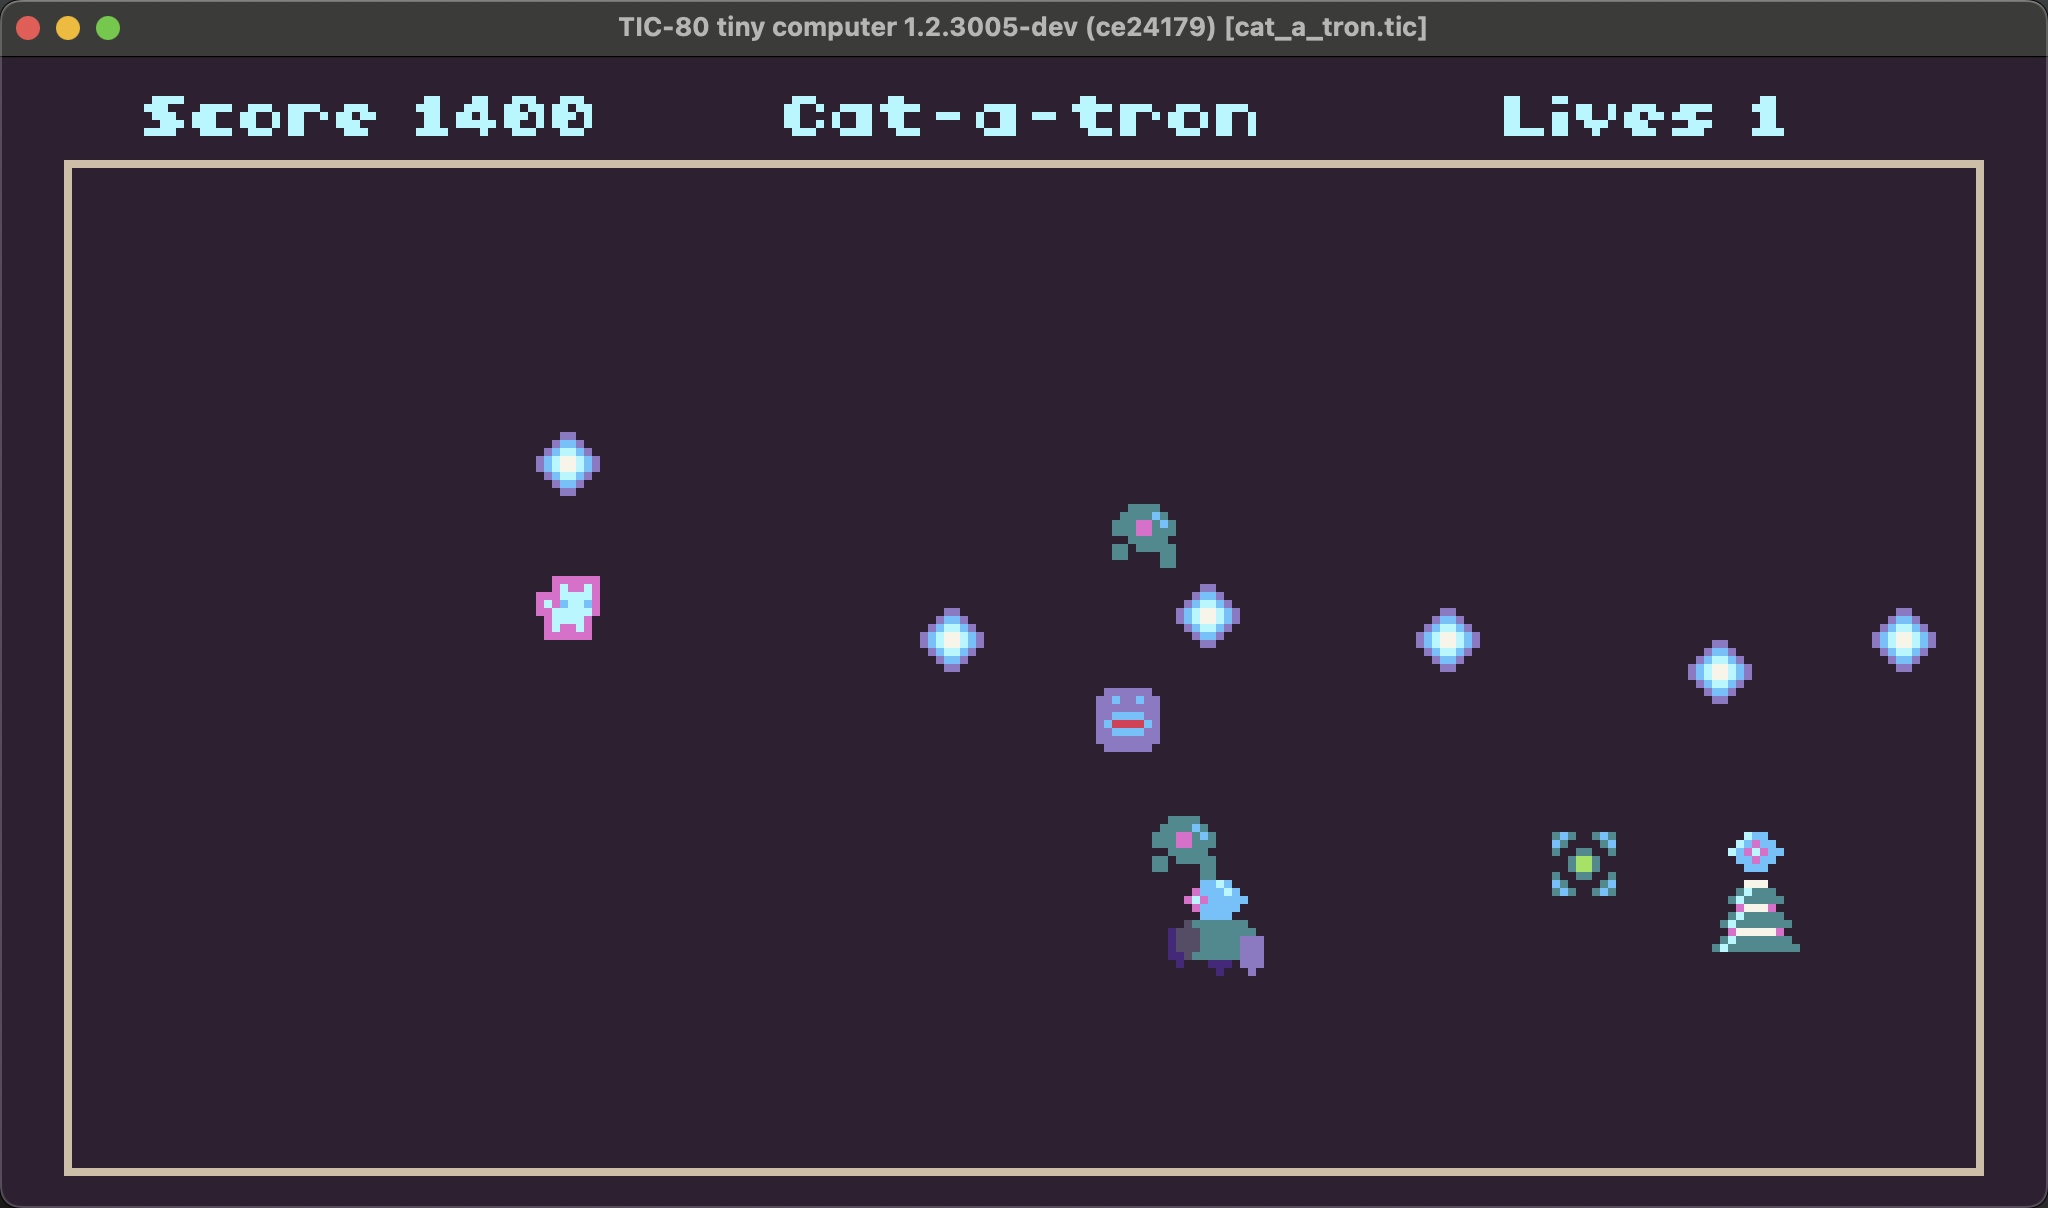 TIC-80 tiny computer 1.2.3005-dev (ce24179) [cat_a_tron.tic]
Score 1400 Cat-a-tron Lives 1